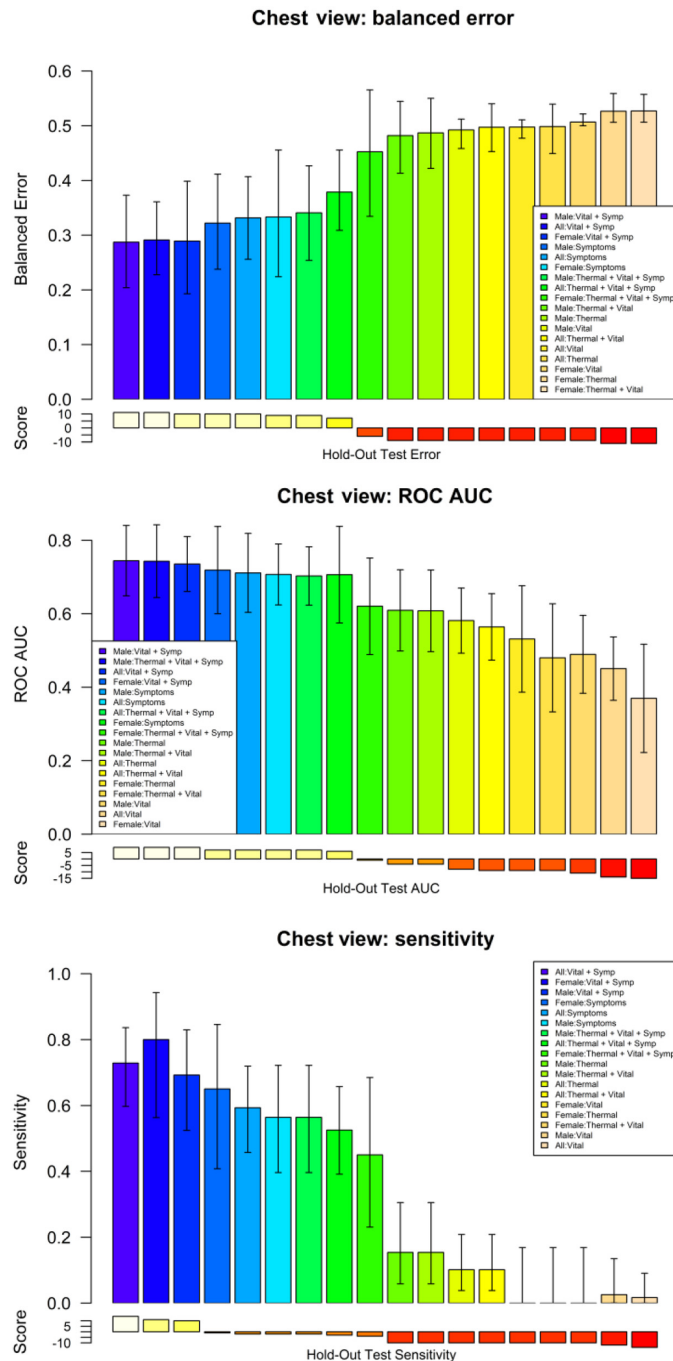 Chest view: balanced error
Balanced Error
0.6
0.5
0.4
0.3
0.2
0.1
0.0
Male:Vital + Symp
All:Vital + Symp
Female:Vital + Symp
Male:Symptoms
All:Symptoms
Female:Symptoms
Male:Thermal + Vital + Symp
All:Thermal + Vital + Symp
Female:Thermal + Vital + Symp
Male:Thermal + Vital
Male:Thermal
Male:Vital
All:Thermal + Vital
All:Vital
All:Thermal
Female:Vital
Female:Thermal
Female:Thermal + Vital
Score
10
0
-10
Hold-Out Test Error
Chest view: ROC AUC
ROC AUC
0.8
0.6
0.4
0.2
0.0
Male:Vital + Symp
Male:Thermal + Vital + Symp
All:Vital + Symp
Female:Vital + Symp
Male:Symptoms
All:Symptoms
All:Thermal + Vital + Symp
Female:Symptoms
Female:Thermal + Vital + Symp
Male:Thermal
Male:Thermal + Vital
All:Thermal
All:Thermal + Vital
Female:Thermal
Female:Thermal + Vital
Male:Vital
All:Vital
Female:Vital
Score
5
-5
-15
Hold-Out Test AUC
Chest view: sensitivity
Sensitivity
1.0
0.8
0.6
0.4
0.2
0.0
All:Vital + Symp
Female:Vital + Symp
Male:Vital + Symp
Female:Symptoms
All:Symptoms
Male:Symptoms
Male:Thermal + Vital + Symp
All:Thermal + Vital + Symp
Female:Thermal + Vital + Symp
Male:Thermal
Male:Thermal + Vital
All:Thermal
All:Thermal + Vital
Female:Vital
Female:Thermal
Female:Thermal + Vital
Male:Vital
All:Vital
Score
5
-10
Hold-Out Test Sensitivity